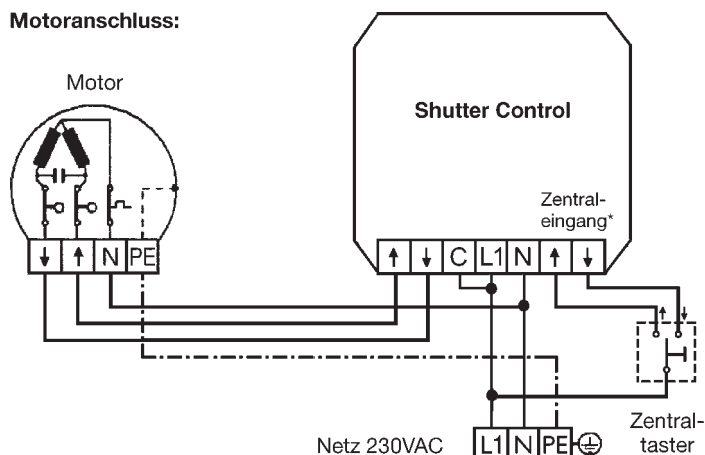 Motoranschluss:
Motor
Shutter Control
Zentral-
eingang*
↑ ↓ C L1 N ↑ ↓
↓ ↑ N PE
↑ ↓
Zentral-
taster
Netz 230VAC L1 N PE